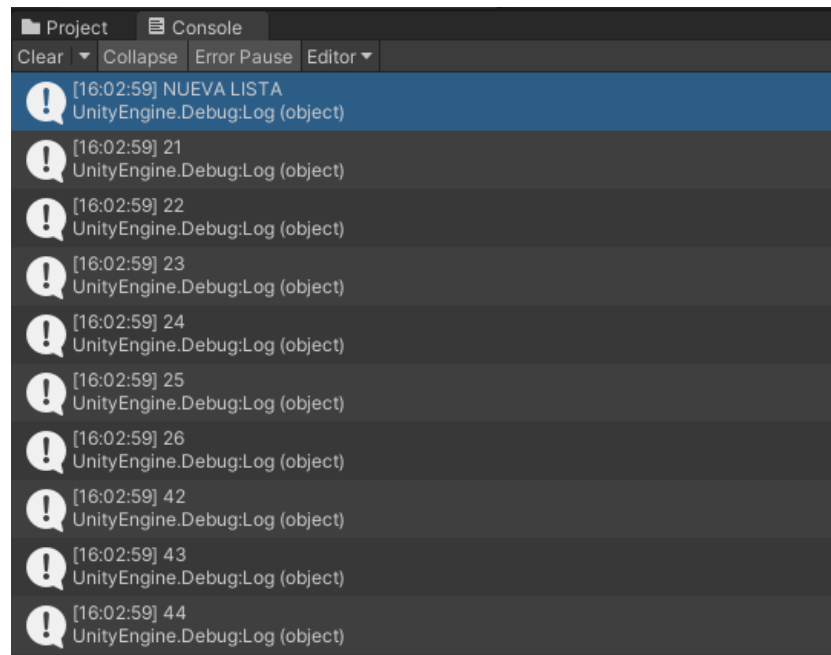 Project Console
Clear Collapse Error Pause Editor
[16:02:59] NUEVA LISTA
UnityEngine.Debug:Log (object)
[16:02:59] 21
UnityEngine.Debug:Log (object)
[16:02:59] 22
UnityEngine.Debug:Log (object)
[16:02:59] 23
UnityEngine.Debug:Log (object)
[16:02:59] 24
UnityEngine.Debug:Log (object)
[16:02:59] 25
UnityEngine.Debug:Log (object)
[16:02:59] 26
UnityEngine.Debug:Log (object)
[16:02:59] 42
UnityEngine.Debug:Log (object)
[16:02:59] 43
UnityEngine.Debug:Log (object)
[16:02:59] 44
UnityEngine.Debug:Log (object)